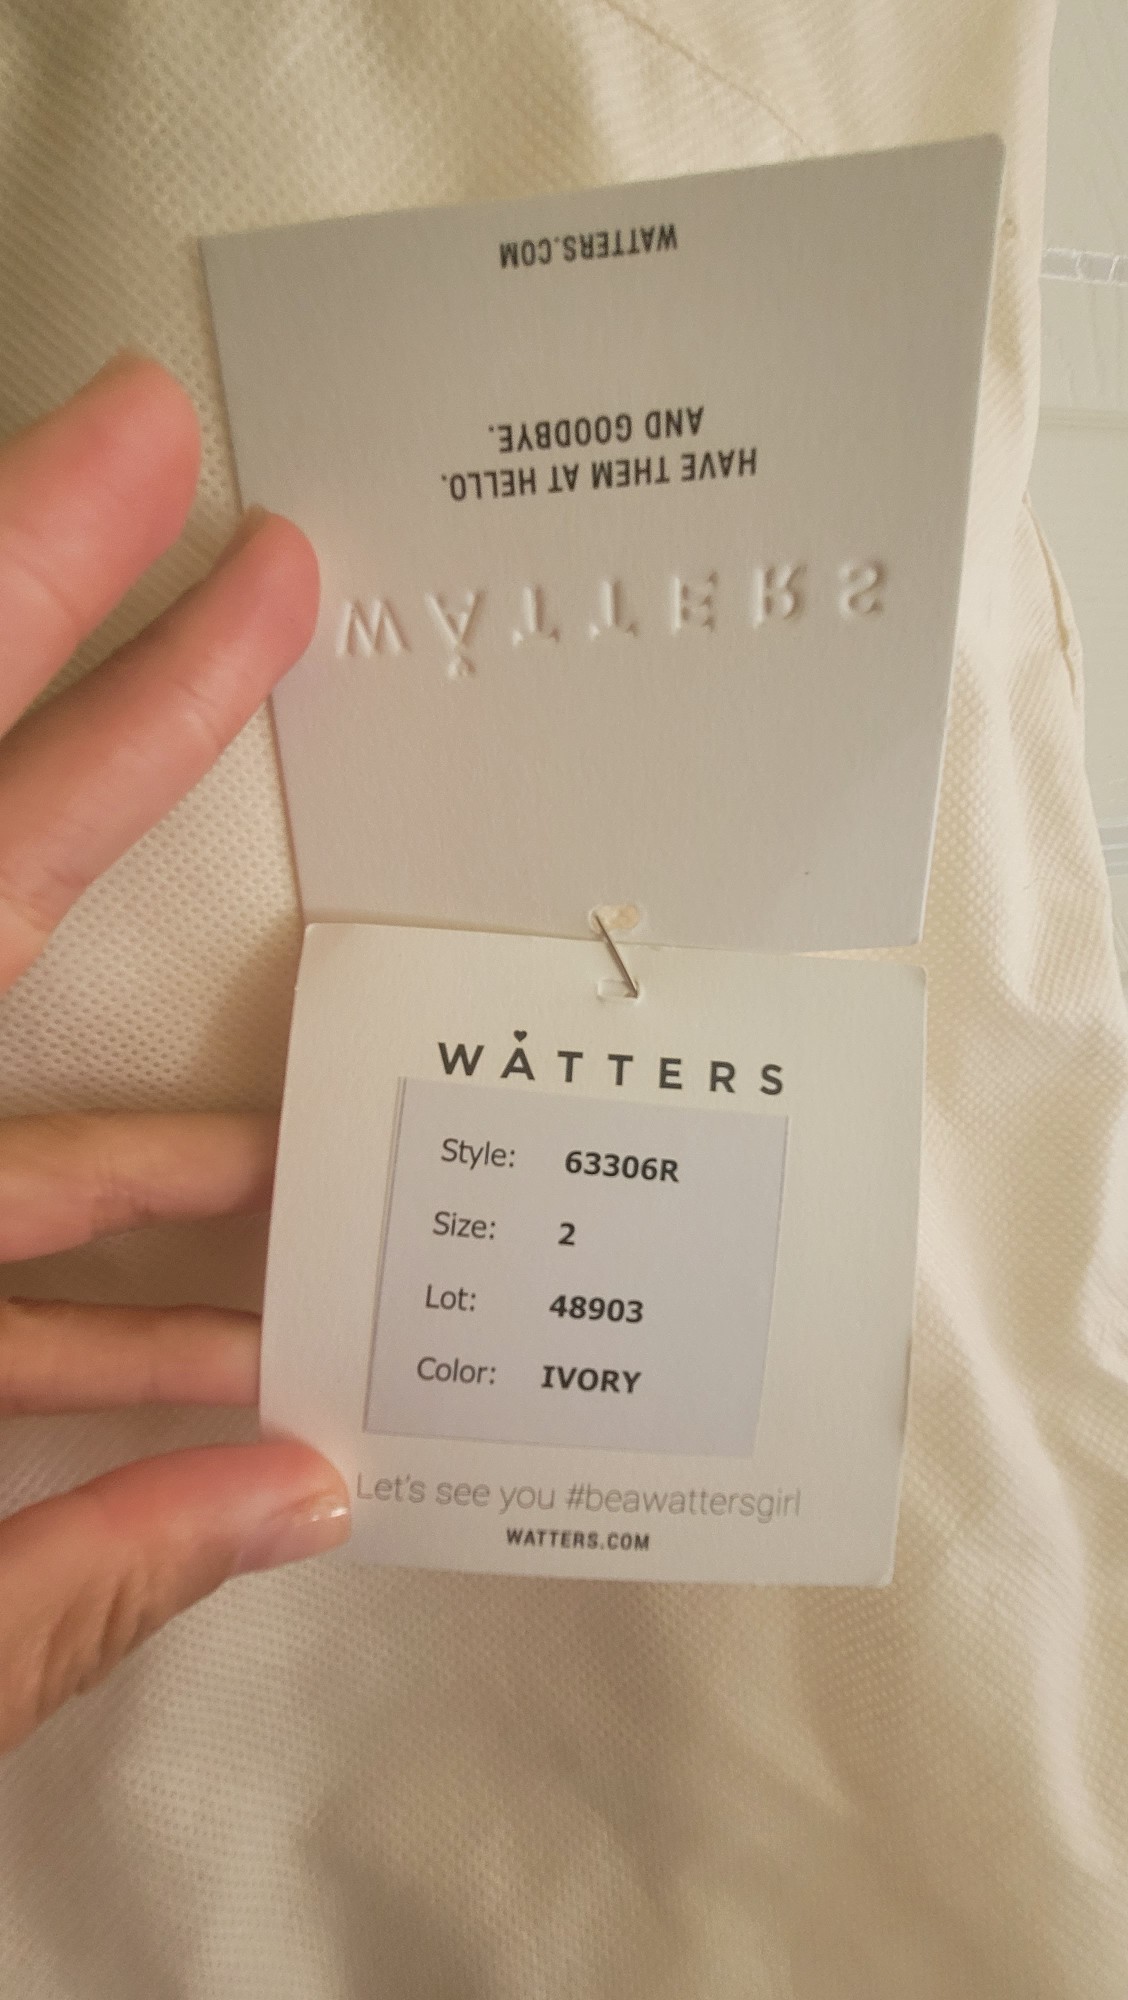 WATTERS.COM
HAVE THEM AT HELLO.
AND GOODBYE.
WATTERS
WATTERS
Style: 63306R
Size: 2
Lot: 48903
Color: IVORY
Let's see you #beawattersgirl
WATTERS.COM